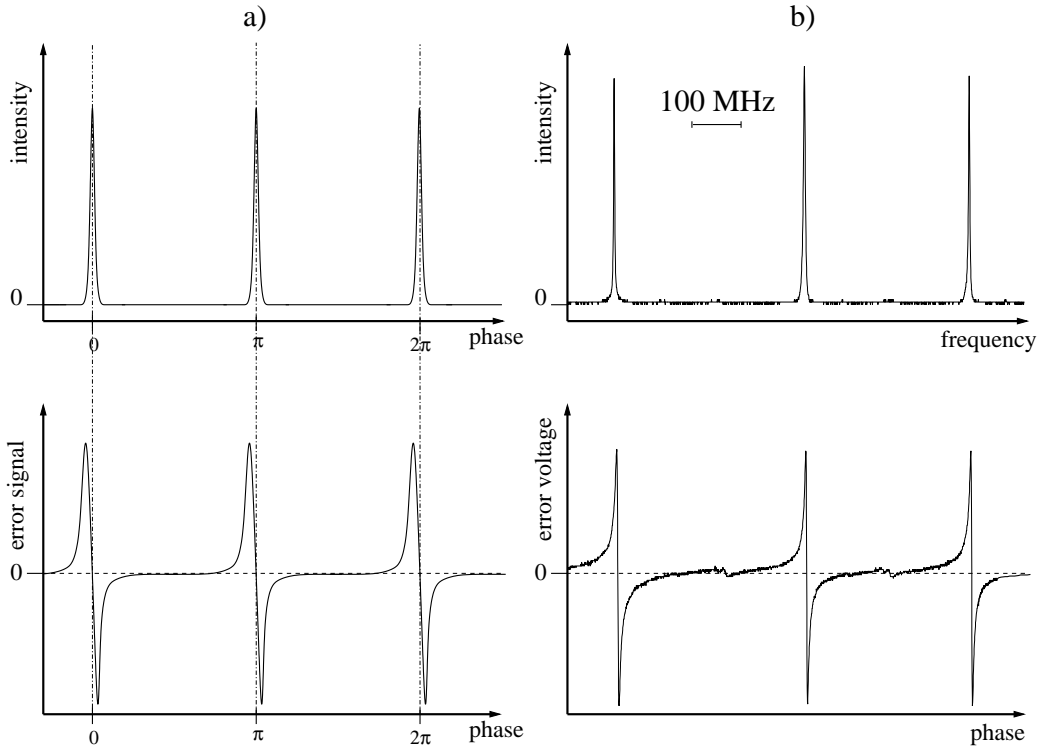 a)
intensity
0
0
π
2π
phase
error signal
0
0
π
2π
phase
b)
100 MHz
intensity
0
frequency
error voltage
0
phase